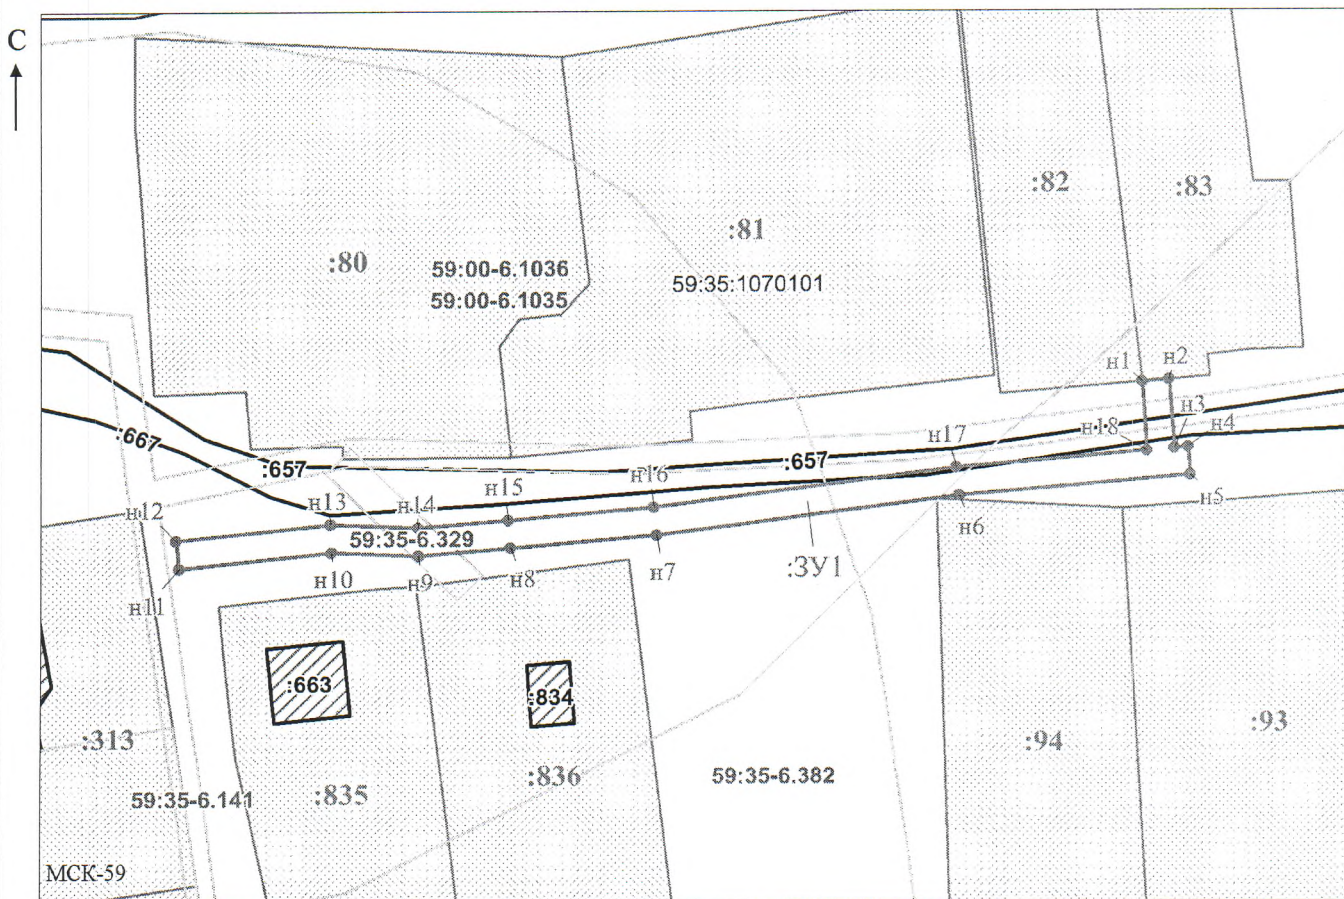 С
:82
:83
:81
:80
59:00-6.1036
59:00-6.1035
59:35:1070101
н1
н2
н3
н4
н18
н17
:667
:657
:657
н16
н15
н14
н13
н12
59:35-6.329
н5
н6
н7
:ЗУ1
н8
н9
н10
н11
:663
:834
:313
:94
:93
:836
59:35-6.382
:835
59:35-6.141
МСК-59